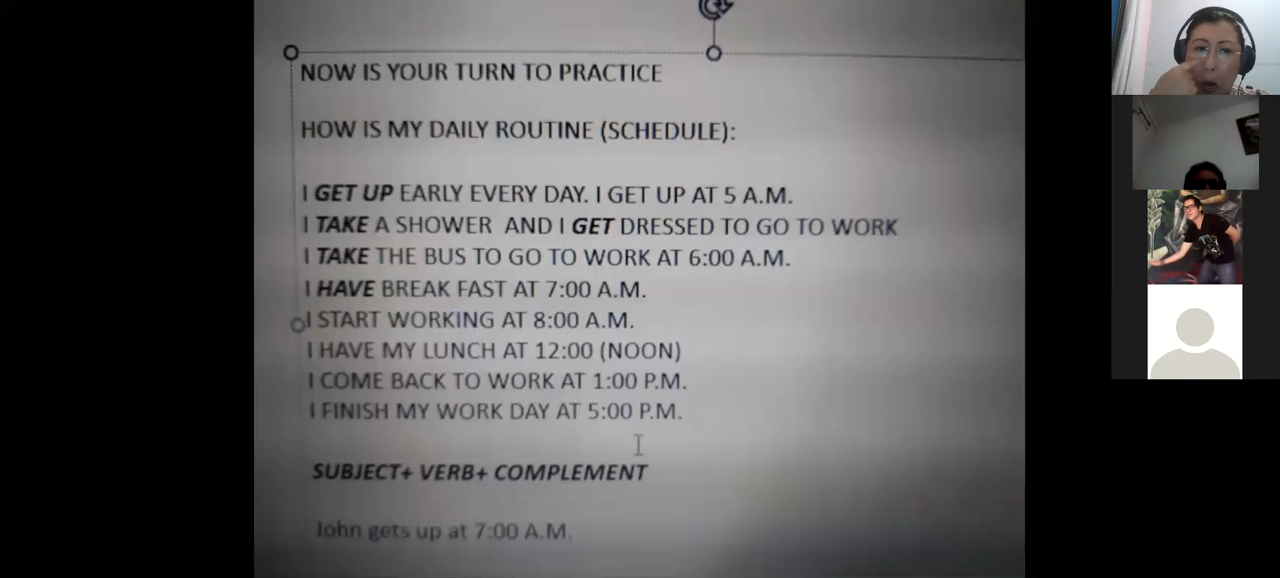 NOW IS YOUR TURN TO PRACTICE
HOW IS MY DAILY ROUTINE (SCHEDULE):
I GET UP EARLY EVERY DAY. I GET UP AT 5 A.M.
I TAKE A SHOWER AND I GET DRESSED TO GO TO WORK
I TAKE THE BUS TO GO TO WORK AT 6:00 A.M.
I HAVE BREAK FAST AT 7:00 A.M.
I START WORKING AT 8:00 A.M.
I HAVE MY LUNCH AT 12:00 (NOON)
I COME BACK TO WORK AT 1:00 P.M.
I FINISH MY WORK DAY AT 5:00 P.M.
SUBJECT+ VERB+ COMPLEMENT
John gets up at 7:00 A.M.